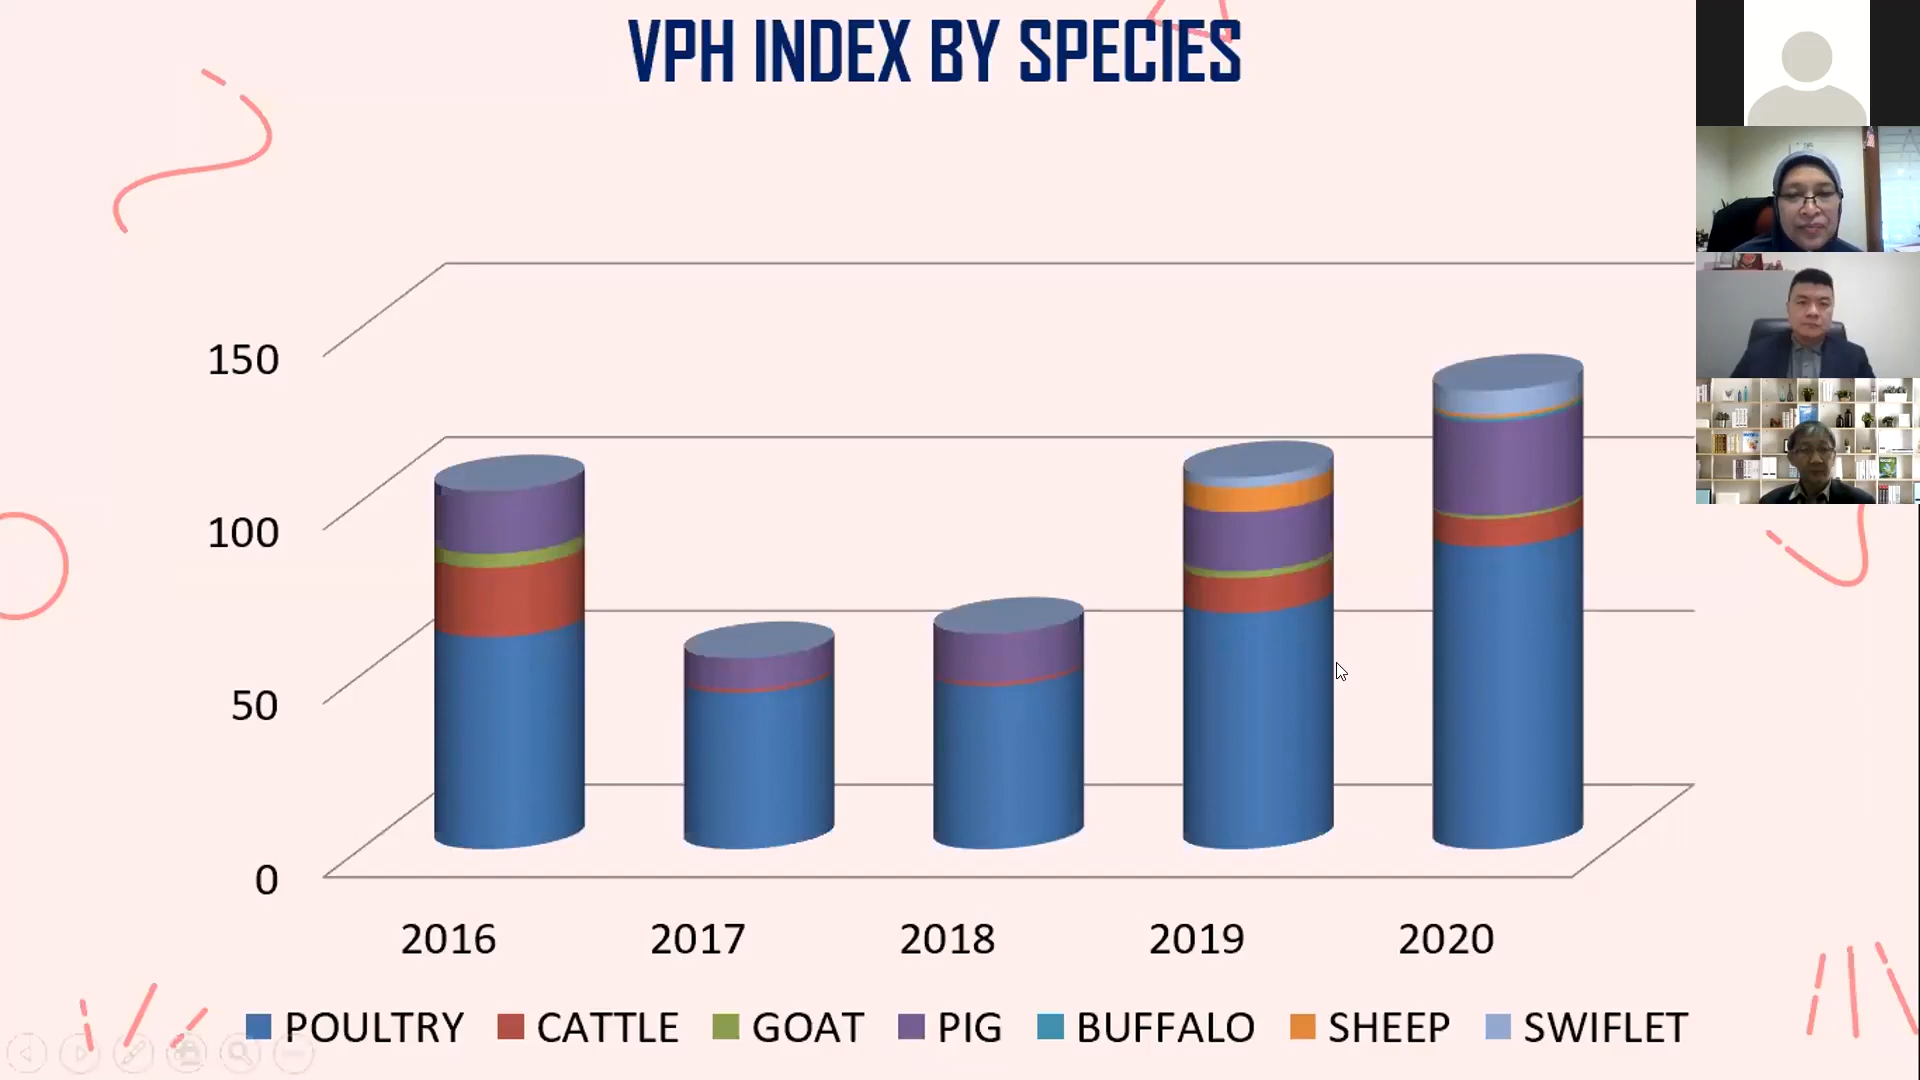 VPH INDEX BY SPECIES
150
100
50
0
2016 2017 2018 2019 2020
POULTRY CATTLE GOAT PIG BUFFALO SHEEP SWIFLET